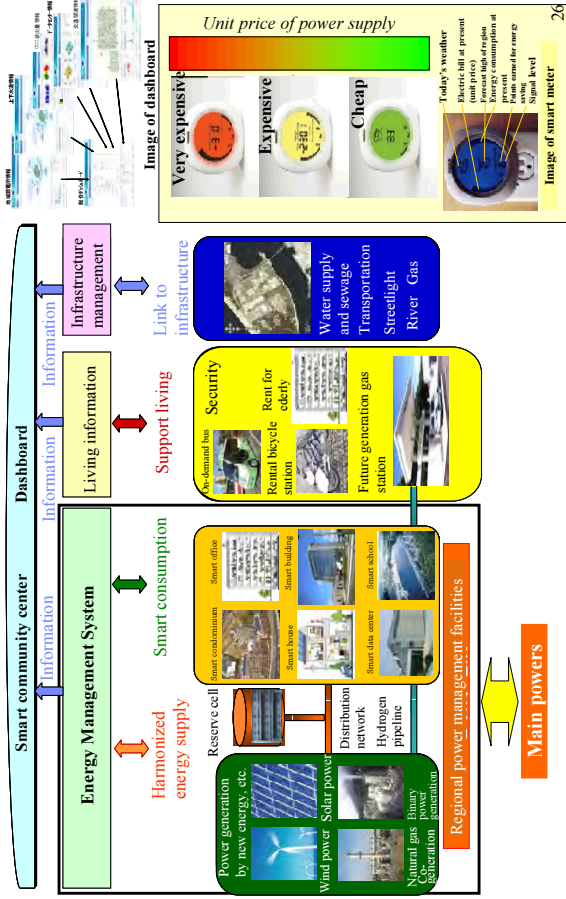 Smart community center
Dashboard
Information
Information
Information
Energy Management System
Living information
Infrastructure
management
Harmonized
energy supply
Smart consumption
Support living
Link to
infrastructure
Power generation
by new energy, etc.
Wind power
Solar power
Natural gas
Co-
generation
Binary
power
generation
Reserve cell
Distribution
network
Hydrogen
pipeline
Smart condominium
Smart office
Smart house
Smart building
Smart data center
Smart school
Regional power management facilities
Main powers
On-demand bus
Security
Rental bicycle
station
Rent for
ederly
Future generation gas
station
Water supply
and sewage
Transportation
Streetlight
River Gas
Image of dashboard
Unit price of power supply
Very expensive
Expensive
Cheap
Today's weather
Electric bill at present
(unit price)
Forecast high of region
Energy consumption at
present
Points earned for energy
saving
Signal level
Image of smart meter
26